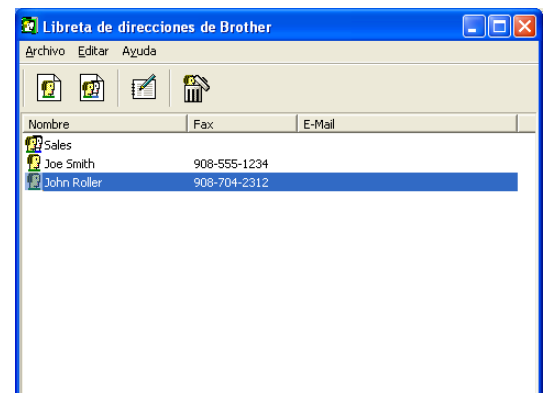 Libreta de direcciones de Brother
Archivo Editar Ayuda
Nombre Fax E-Mail
Sales
Joe Smith 908-555-1234
John Roller 908-704-2312